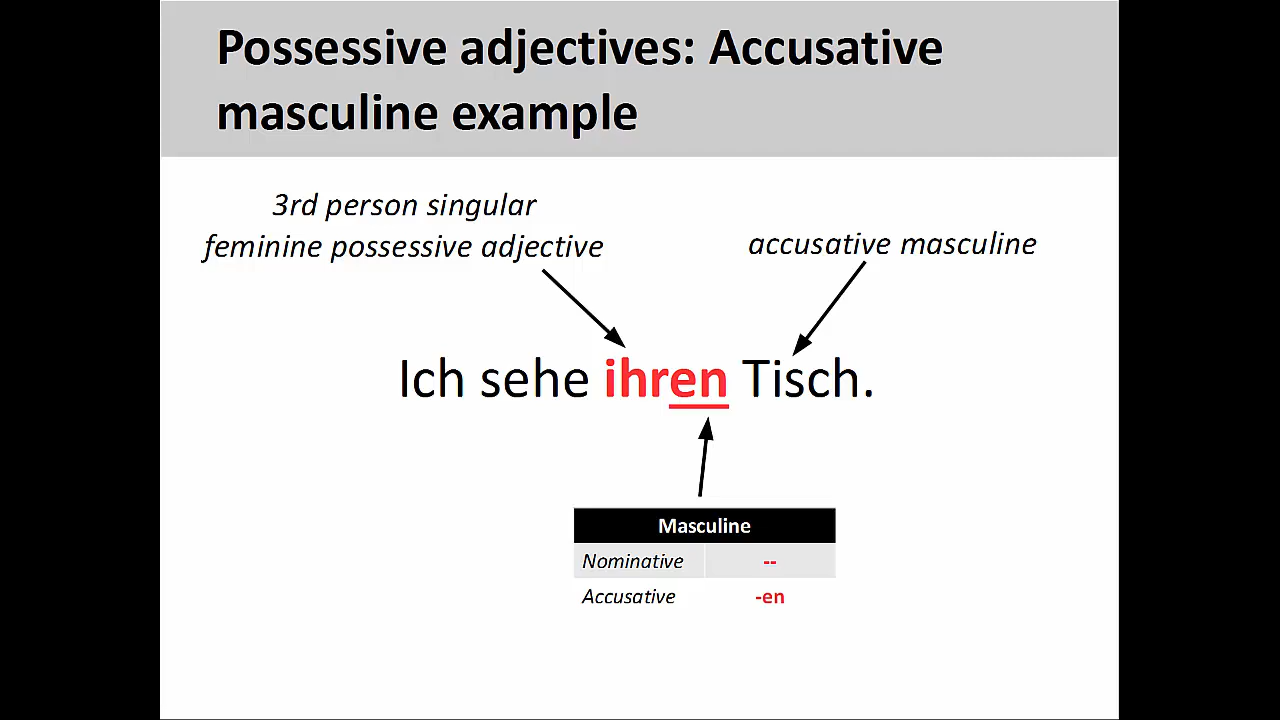 Possessive adjectives: Accusative
masculine example
3rd person singular
feminine possessive adjective
accusative masculine
Ich sehe ihren Tisch.
Masculine
Nominative --
Accusative -en